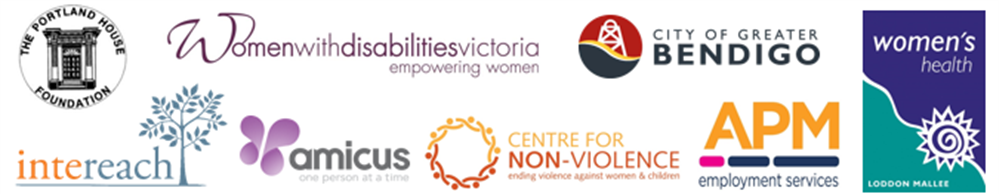 THE PORTLAND HOUSE
FOUNDATION
Womenwithdisabilitiesvictoria
empowering women
CITY OF GREATER
BENDIGO
women's
health
LODDON MALLEE
intereach
amicus
one person at a time
CENTRE FOR
NON-VIOLENCE
ending violence against women & children
APM
employment services